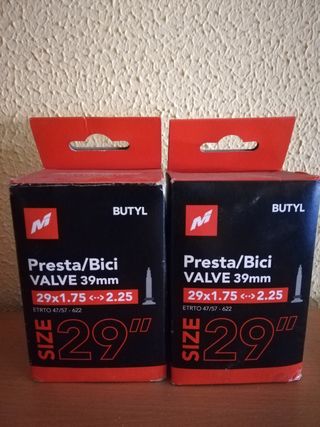 BUTYL
Presta/Bici
VALVE 39mm
29x1.75 <--> 2.25
ETRTO 47/57 - 622
SIZE 29"
BUTYL
Presta/Bici
VALVE 39mm
29x1.75 <--> 2.25
ETRTO 47/57 - 622
SIZE 29"